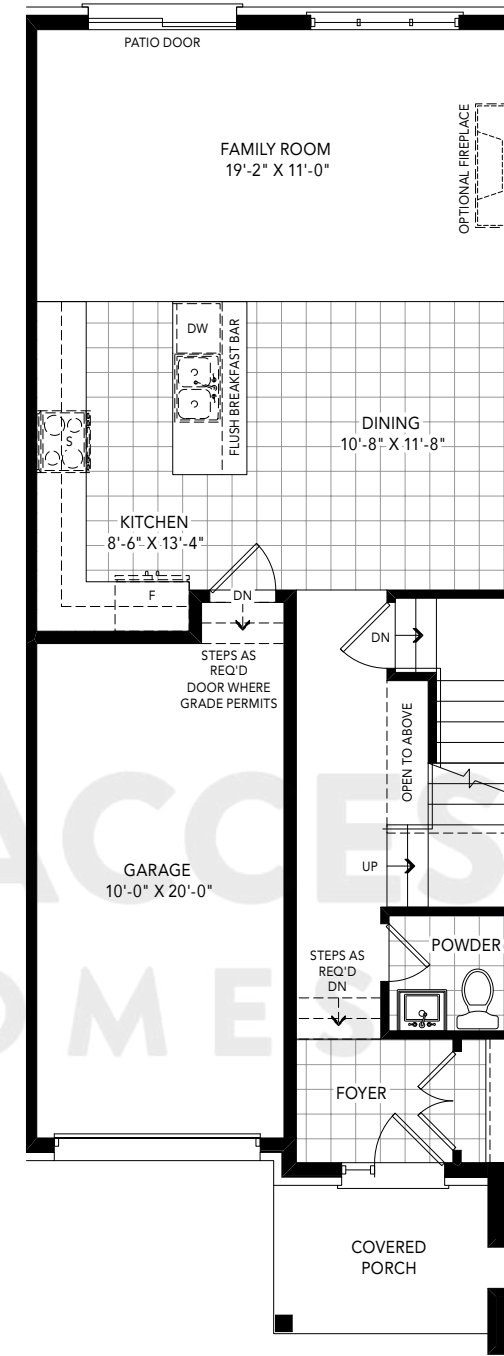 PATIO DOOR
FAMILY ROOM
19'-2" X 11'-0"
OPTIONAL FIREPLACE
DW
FLUSH BREAKFAST BAR
DINING
10'-8" X 11'-8"
S
KITCHEN
8'-6" X 13'-4"
F
DN
DN
STEPS AS
REQ'D
DOOR WHERE
GRADE PERMITS
OPEN TO ABOVE
ACCES
UP
GARAGE
10'-0" X 20'-0"
POWDER
STEPS AS
REQ'D
DN
OMES
FOYER
COVERED
PORCH